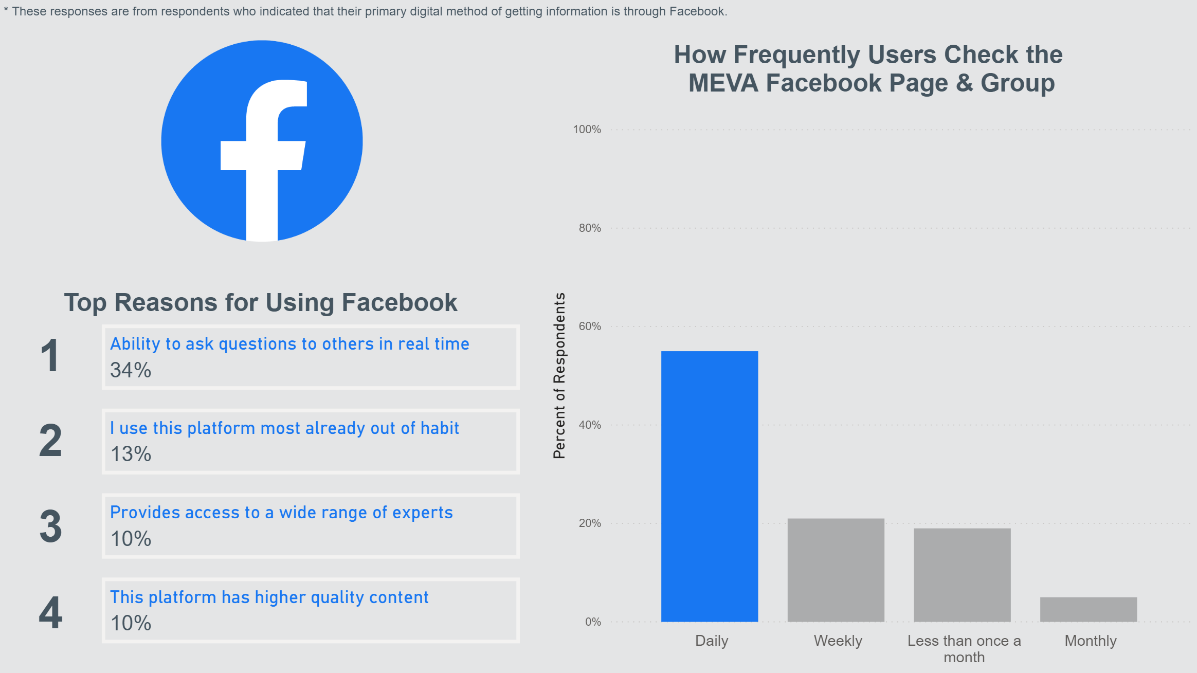 * These responses are from respondents who indicated that their primary digital method of getting information is through Facebook.
Top Reasons for Using Facebook
1
Ability to ask questions to others in real time
34%
2
I use this platform most already out of habit
13%
3
Provides access to a wide range of experts
10%
4
This platform has higher quality content
10%
How Frequently Users Check the
MEVA Facebook Page & Group
Percent of Respondents
100%
80%
60%
40%
20%
0%
Daily
Weekly
Less than once a
month
Monthly